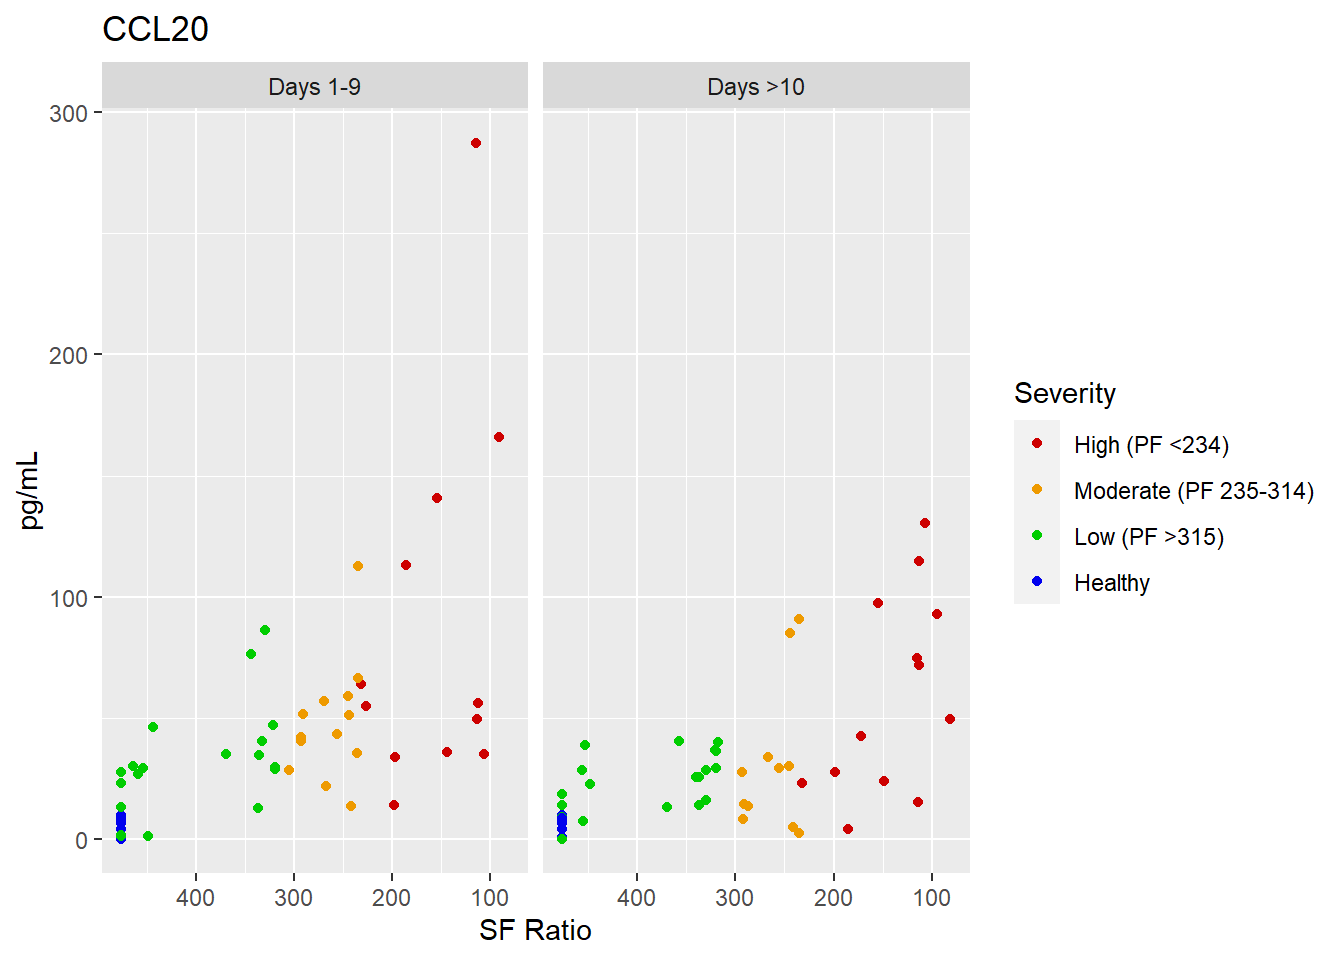 CCL20
Days 1-9
Days >10
300
200
100
0
pg/mL
400 300 200 100
400 300 200 100
SF Ratio
Severity
High (PF <234)
Moderate (PF 235-314)
Low (PF >315)
Healthy